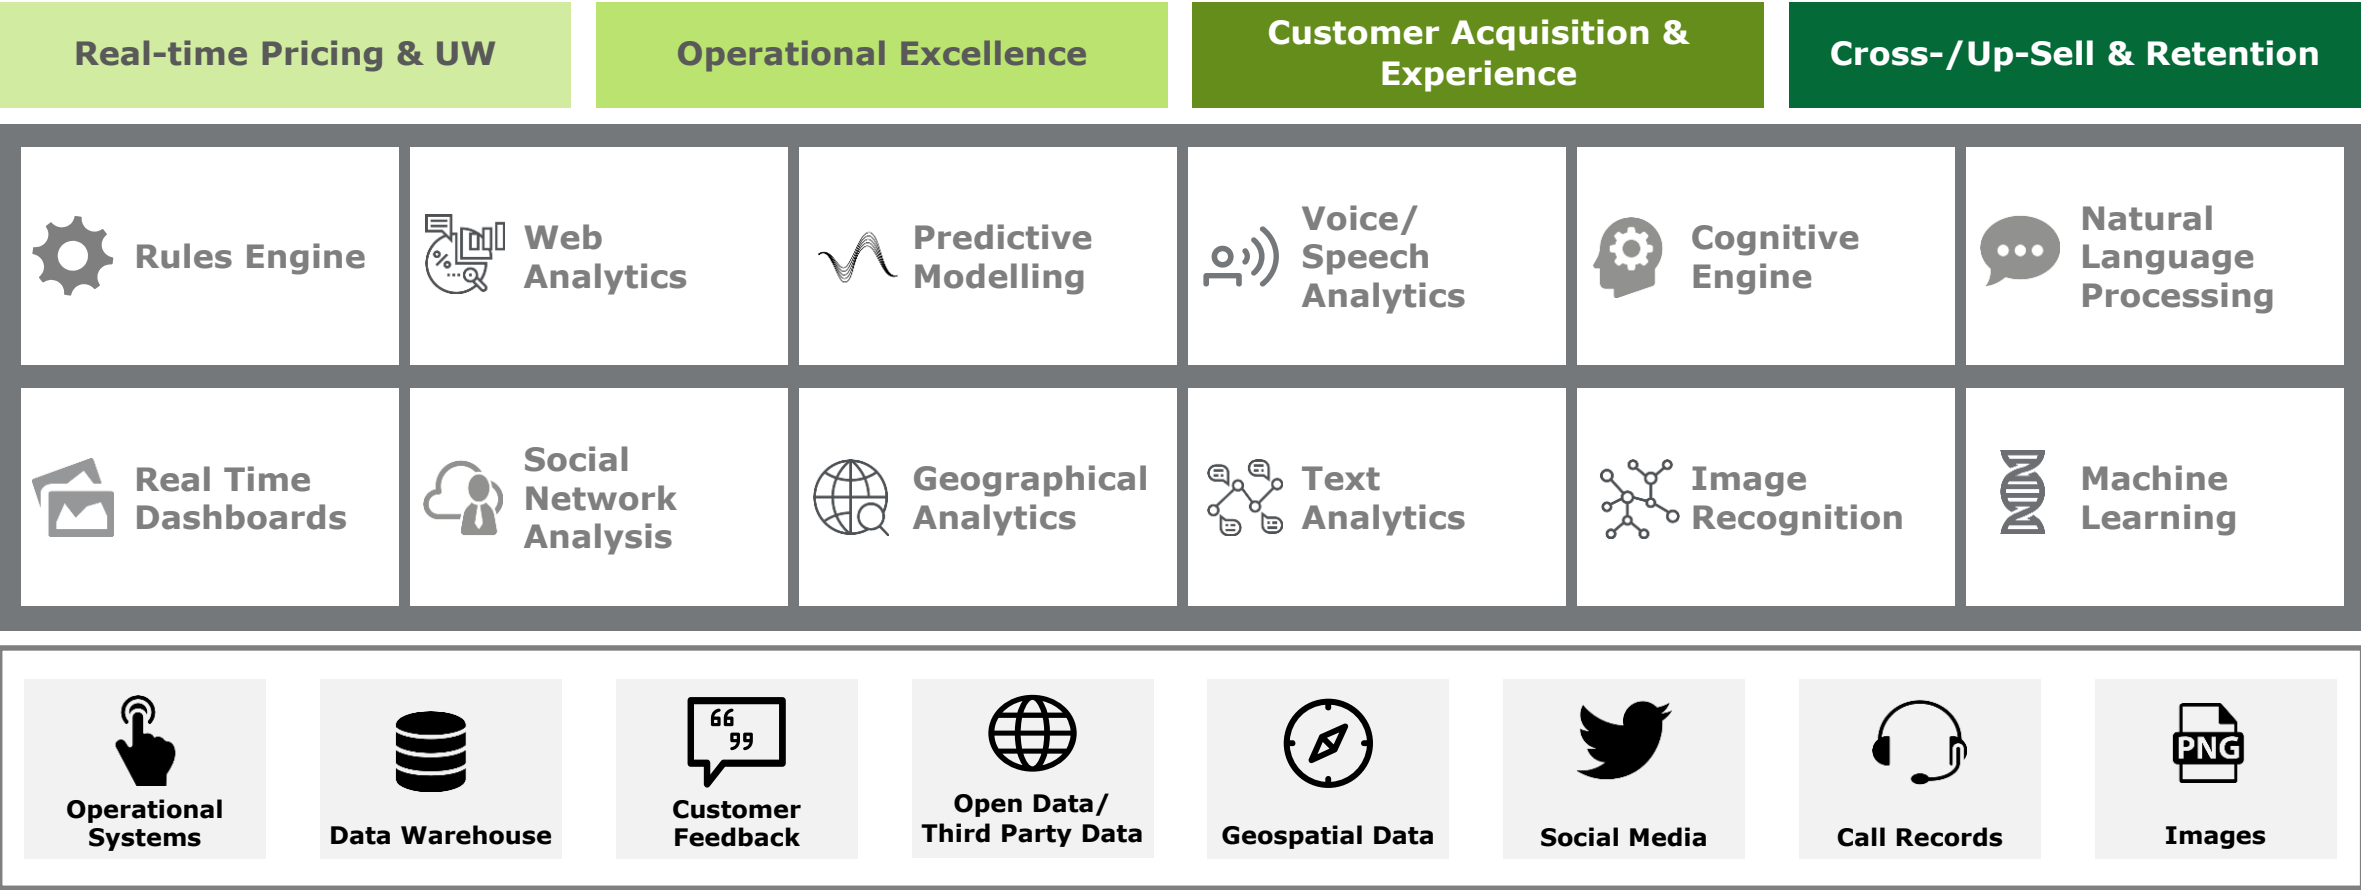 Real-time Pricing & UW
Operational Excellence
Customer Acquisition &
Experience
Cross-/Up-Sell & Retention
Rules Engine
Web
Analytics
Predictive
Modelling
Voice/
Speech
Analytics
Cognitive
Engine
Natural
Language
Processing
Real Time
Dashboards
Social
Network
Analysis
Geographical
Analytics
Text
Analytics
Image
Recognition
Machine
Learning
%
66
99
PNG
Operational
Systems
Data Warehouse
Customer
Feedback
Open Data/
Third Party Data
Geospatial Data
Social Media
Call Records
Images